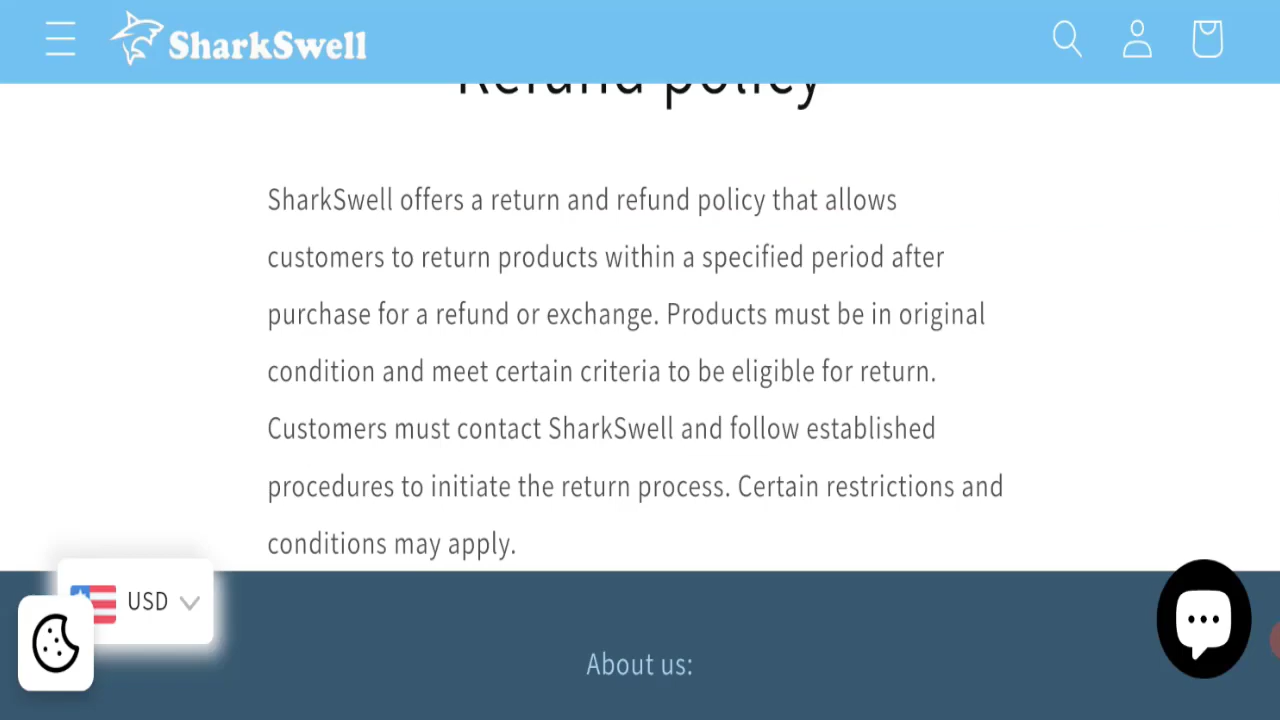 SharkSwell
Refund policy
SharkSwell offers a return and refund policy that allows
customers to return products within a specified period after
purchase for a refund or exchange. Products must be in original
condition and meet certain criteria to be eligible for return.
Customers must contact SharkSwell and follow established
procedures to initiate the return process. Certain restrictions and
conditions may apply.
USD
About us: